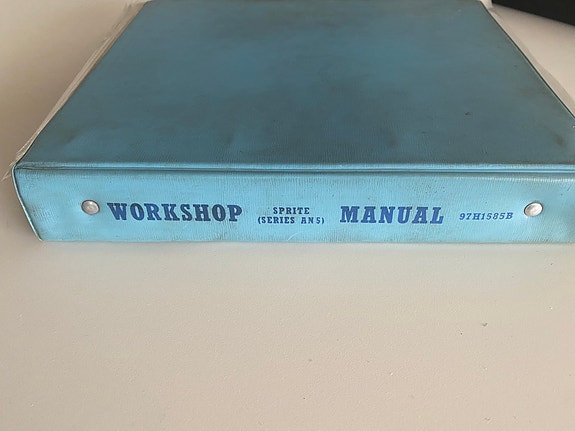 WORKSHOP
SPRITE
(SERIES AN5)
MANUAL
97H1585B